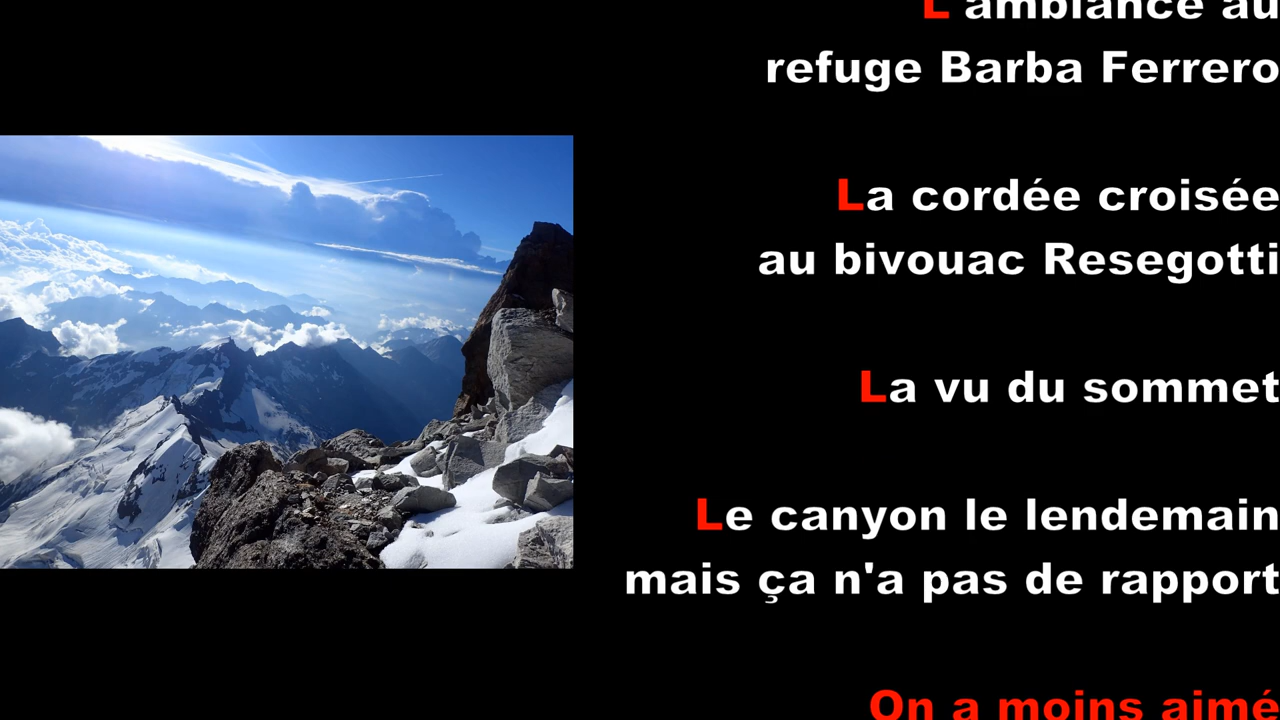 L'ambiance au
refuge Barba Ferrero
La cordée croisée
au bivouac Resegotti
La vu du sommet
Le canyon le lendemain
mais ça n'a pas de rapport
On a moins aimé